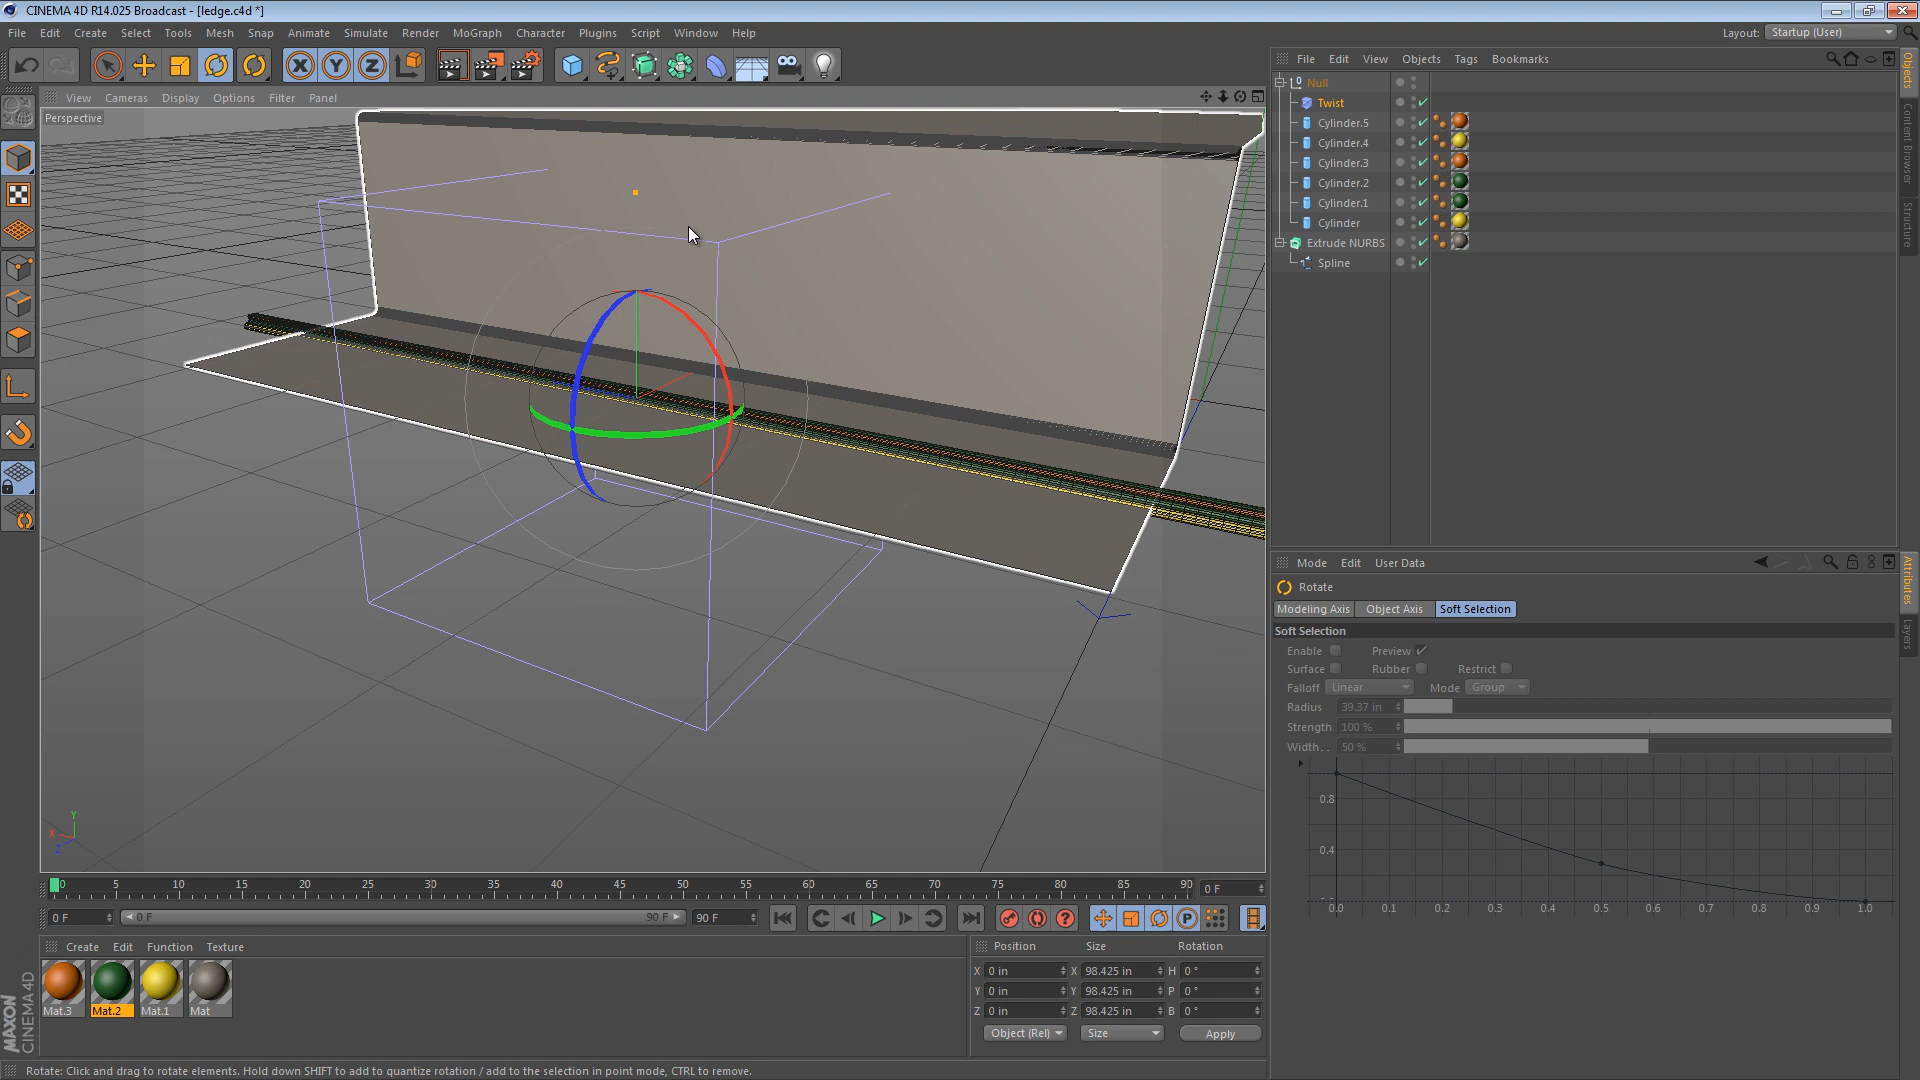 CINEMA 4D R14.025 Broadcast - [ledge.c4d *]
File Edit Create Select Tools Mesh Snap Animate Simulate Render MoGraph Character Plugins Script Window Help
Layout: Startup (User)
View Cameras Display Options Filter Panel
Perspective
File Edit View Objects Tags Bookmarks
Null
Twist
Cylinder.5
Cylinder.4
Cylinder.3
Cylinder.2
Cylinder.1
Cylinder
Extrude NURBS
Spline
Objects
Content Browser
Structure
Mode Edit User Data
Rotate
Modeling Axis Object Axis Soft Selection
Soft Selection
Enable Preview
Surface Rubber Restrict
Falloff Linear Mode Group
Radius 39.37 in
Strength 100 %
Width.. 50 %
0.8
0.4
0.0 0.1 0.2 0.3 0.4 0.5 0.6 0.7 0.8 0.9 1.0
Attributes
Layers
Y
X
Z
0 5 10 15 20 25 30 35 40 45 50 55 60 65 70 75 80 85 90 0 F
0 F 0 F 90 F 90 F
Create Edit Function Texture
Mat.3 Mat.2 Mat.1 Mat
Position Size Rotation
X 0 in X 98.425 in H 0 °
Y 0 in Y 98.425 in P 0 °
Z 0 in Z 98.425 in B 0 °
Object (Rel) Size Apply
MAXON
CINEMA 4D
Rotate: Click and drag to rotate elements. Hold down SHIFT to add to quantize rotation / add to the selection in point mode, CTRL to remove.